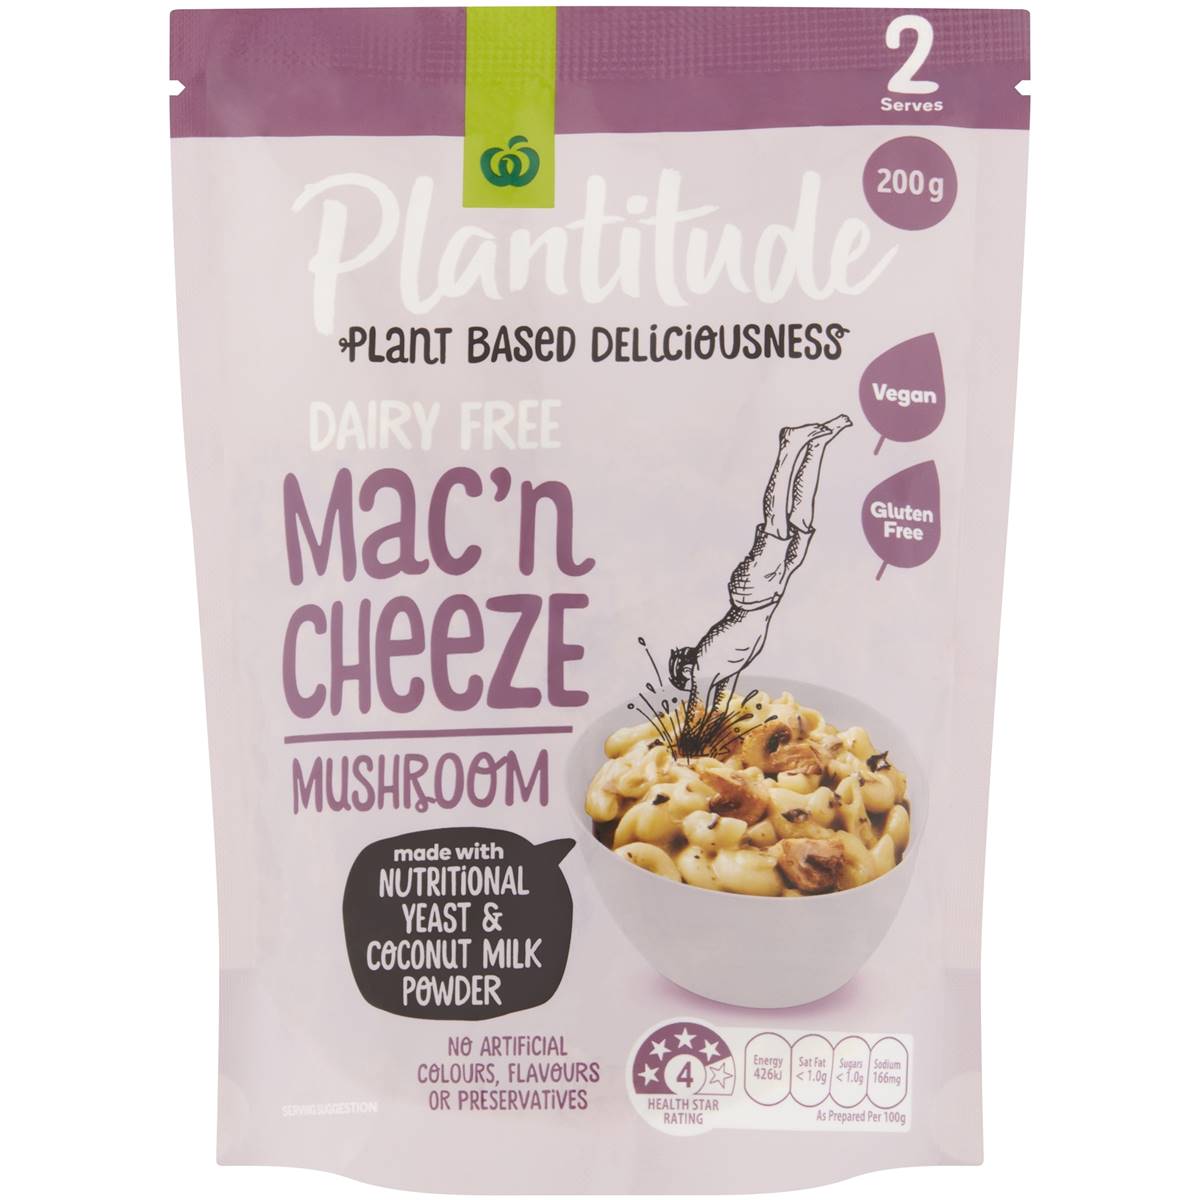 2
Serves
200g
Plantitude
PLANT BASED DELICIOUSNESS
Vegan
DAIRY FREE
Mac'n
CHEEZE
Gluten
Free
MUSHROOM
made with
NUTRITIONAL
YEAST &
COCONUT MILK
POWDER
NO ARTIFICIAL
COLOURS, FLAVOURS
OR PRESERVATIVES
SERVING SUGGESTION
4
HEALTH STAR
RATING
Energy
426kJ
Sat Fat
< 1.0g
Sugars
< 1.0g
Sodium
166mg
As Prepared Per 100g